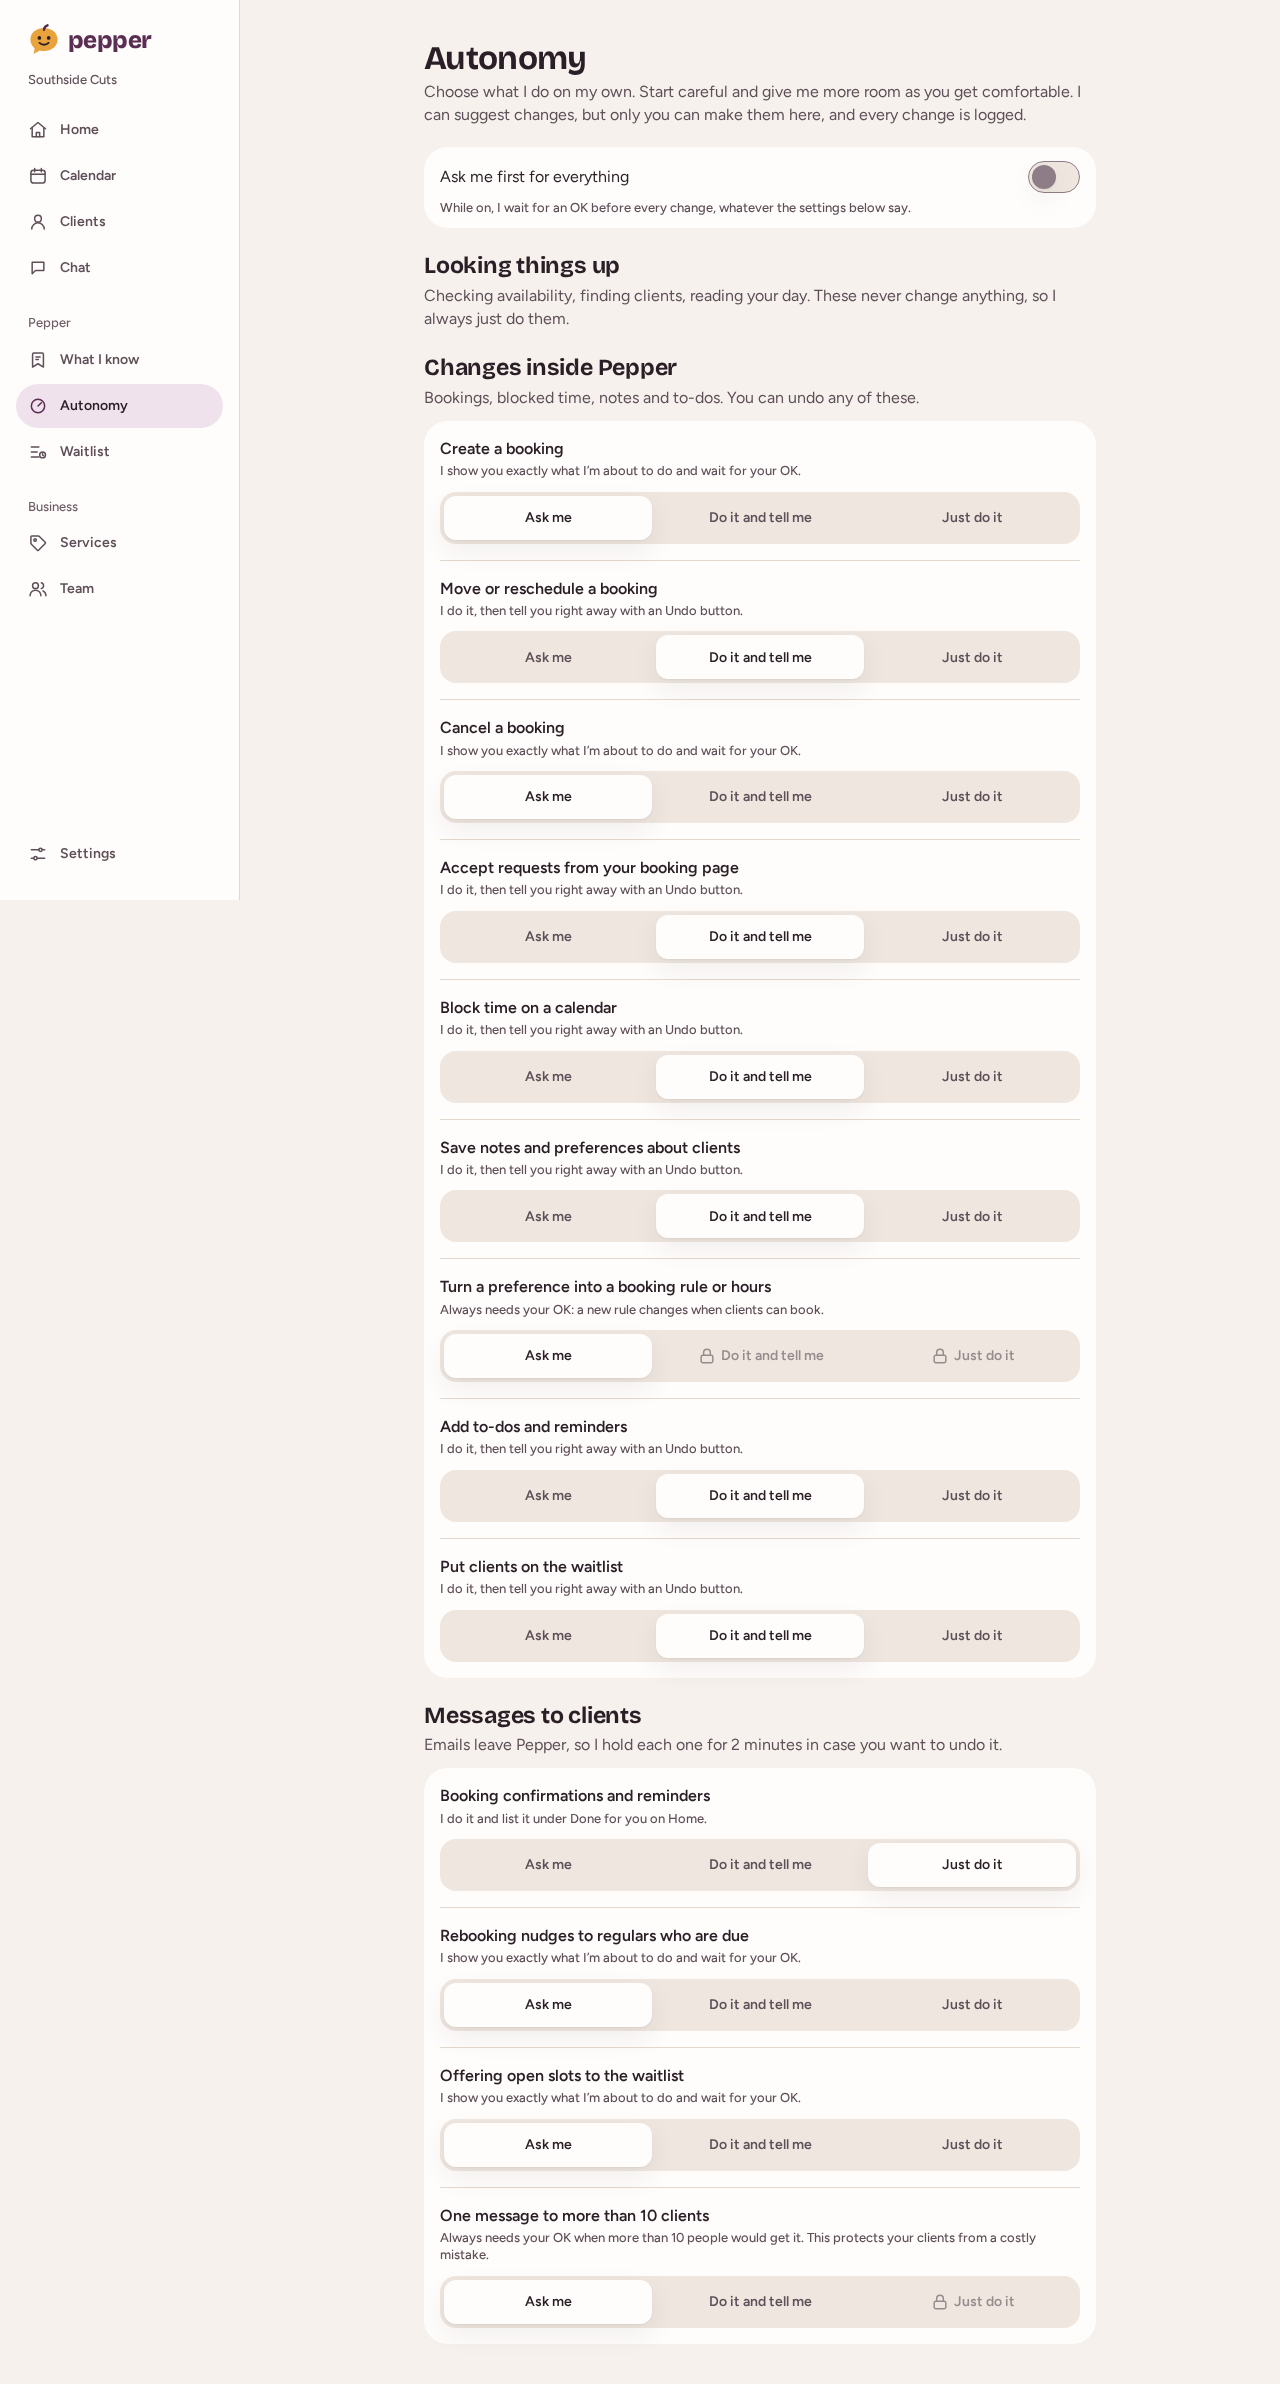 pepper
Southside Cuts
Home
Calendar
Clients
Chat
Pepper
What I know
Autonomy
Waitlist
Business
Services
Team
Settings
Autonomy
Choose what I do on my own. Start careful and give me more room as you get comfortable. I
can suggest changes, but only you can make them here, and every change is logged.
Ask me first for everything
While on, I wait for an OK before every change, whatever the settings below say.
Looking things up
Checking availability, finding clients, reading your day. These never change anything, so I
always just do them.
Changes inside Pepper
Bookings, blocked time, notes and to-dos. You can undo any of these.
Create a booking
I show you exactly what I'm about to do and wait for your OK.
Ask me Do it and tell me Just do it
Move or reschedule a booking
I do it, then tell you right away with an Undo button.
Ask me Do it and tell me Just do it
Cancel a booking
I show you exactly what I'm about to do and wait for your OK.
Ask me Do it and tell me Just do it
Accept requests from your booking page
I do it, then tell you right away with an Undo button.
Ask me Do it and tell me Just do it
Block time on a calendar
I do it, then tell you right away with an Undo button.
Ask me Do it and tell me Just do it
Save notes and preferences about clients
I do it, then tell you right away with an Undo button.
Ask me Do it and tell me Just do it
Turn a preference into a booking rule or hours
Always needs your OK: a new rule changes when clients can book.
Ask me Do it and tell me Just do it
Add to-dos and reminders
I do it, then tell you right away with an Undo button.
Ask me Do it and tell me Just do it
Put clients on the waitlist
I do it, then tell you right away with an Undo button.
Ask me Do it and tell me Just do it
Messages to clients
Emails leave Pepper, so I hold each one for 2 minutes in case you want to undo it.
Booking confirmations and reminders
I do it and list it under Done for you on Home.
Ask me Do it and tell me Just do it
Rebooking nudges to regulars who are due
I show you exactly what I'm about to do and wait for your OK.
Ask me Do it and tell me Just do it
Offering open slots to the waitlist
I show you exactly what I'm about to do and wait for your OK.
Ask me Do it and tell me Just do it
One message to more than 10 clients
Always needs your OK when more than 10 people would get it. This protects your clients from a costly
mistake.
Ask me Do it and tell me Just do it